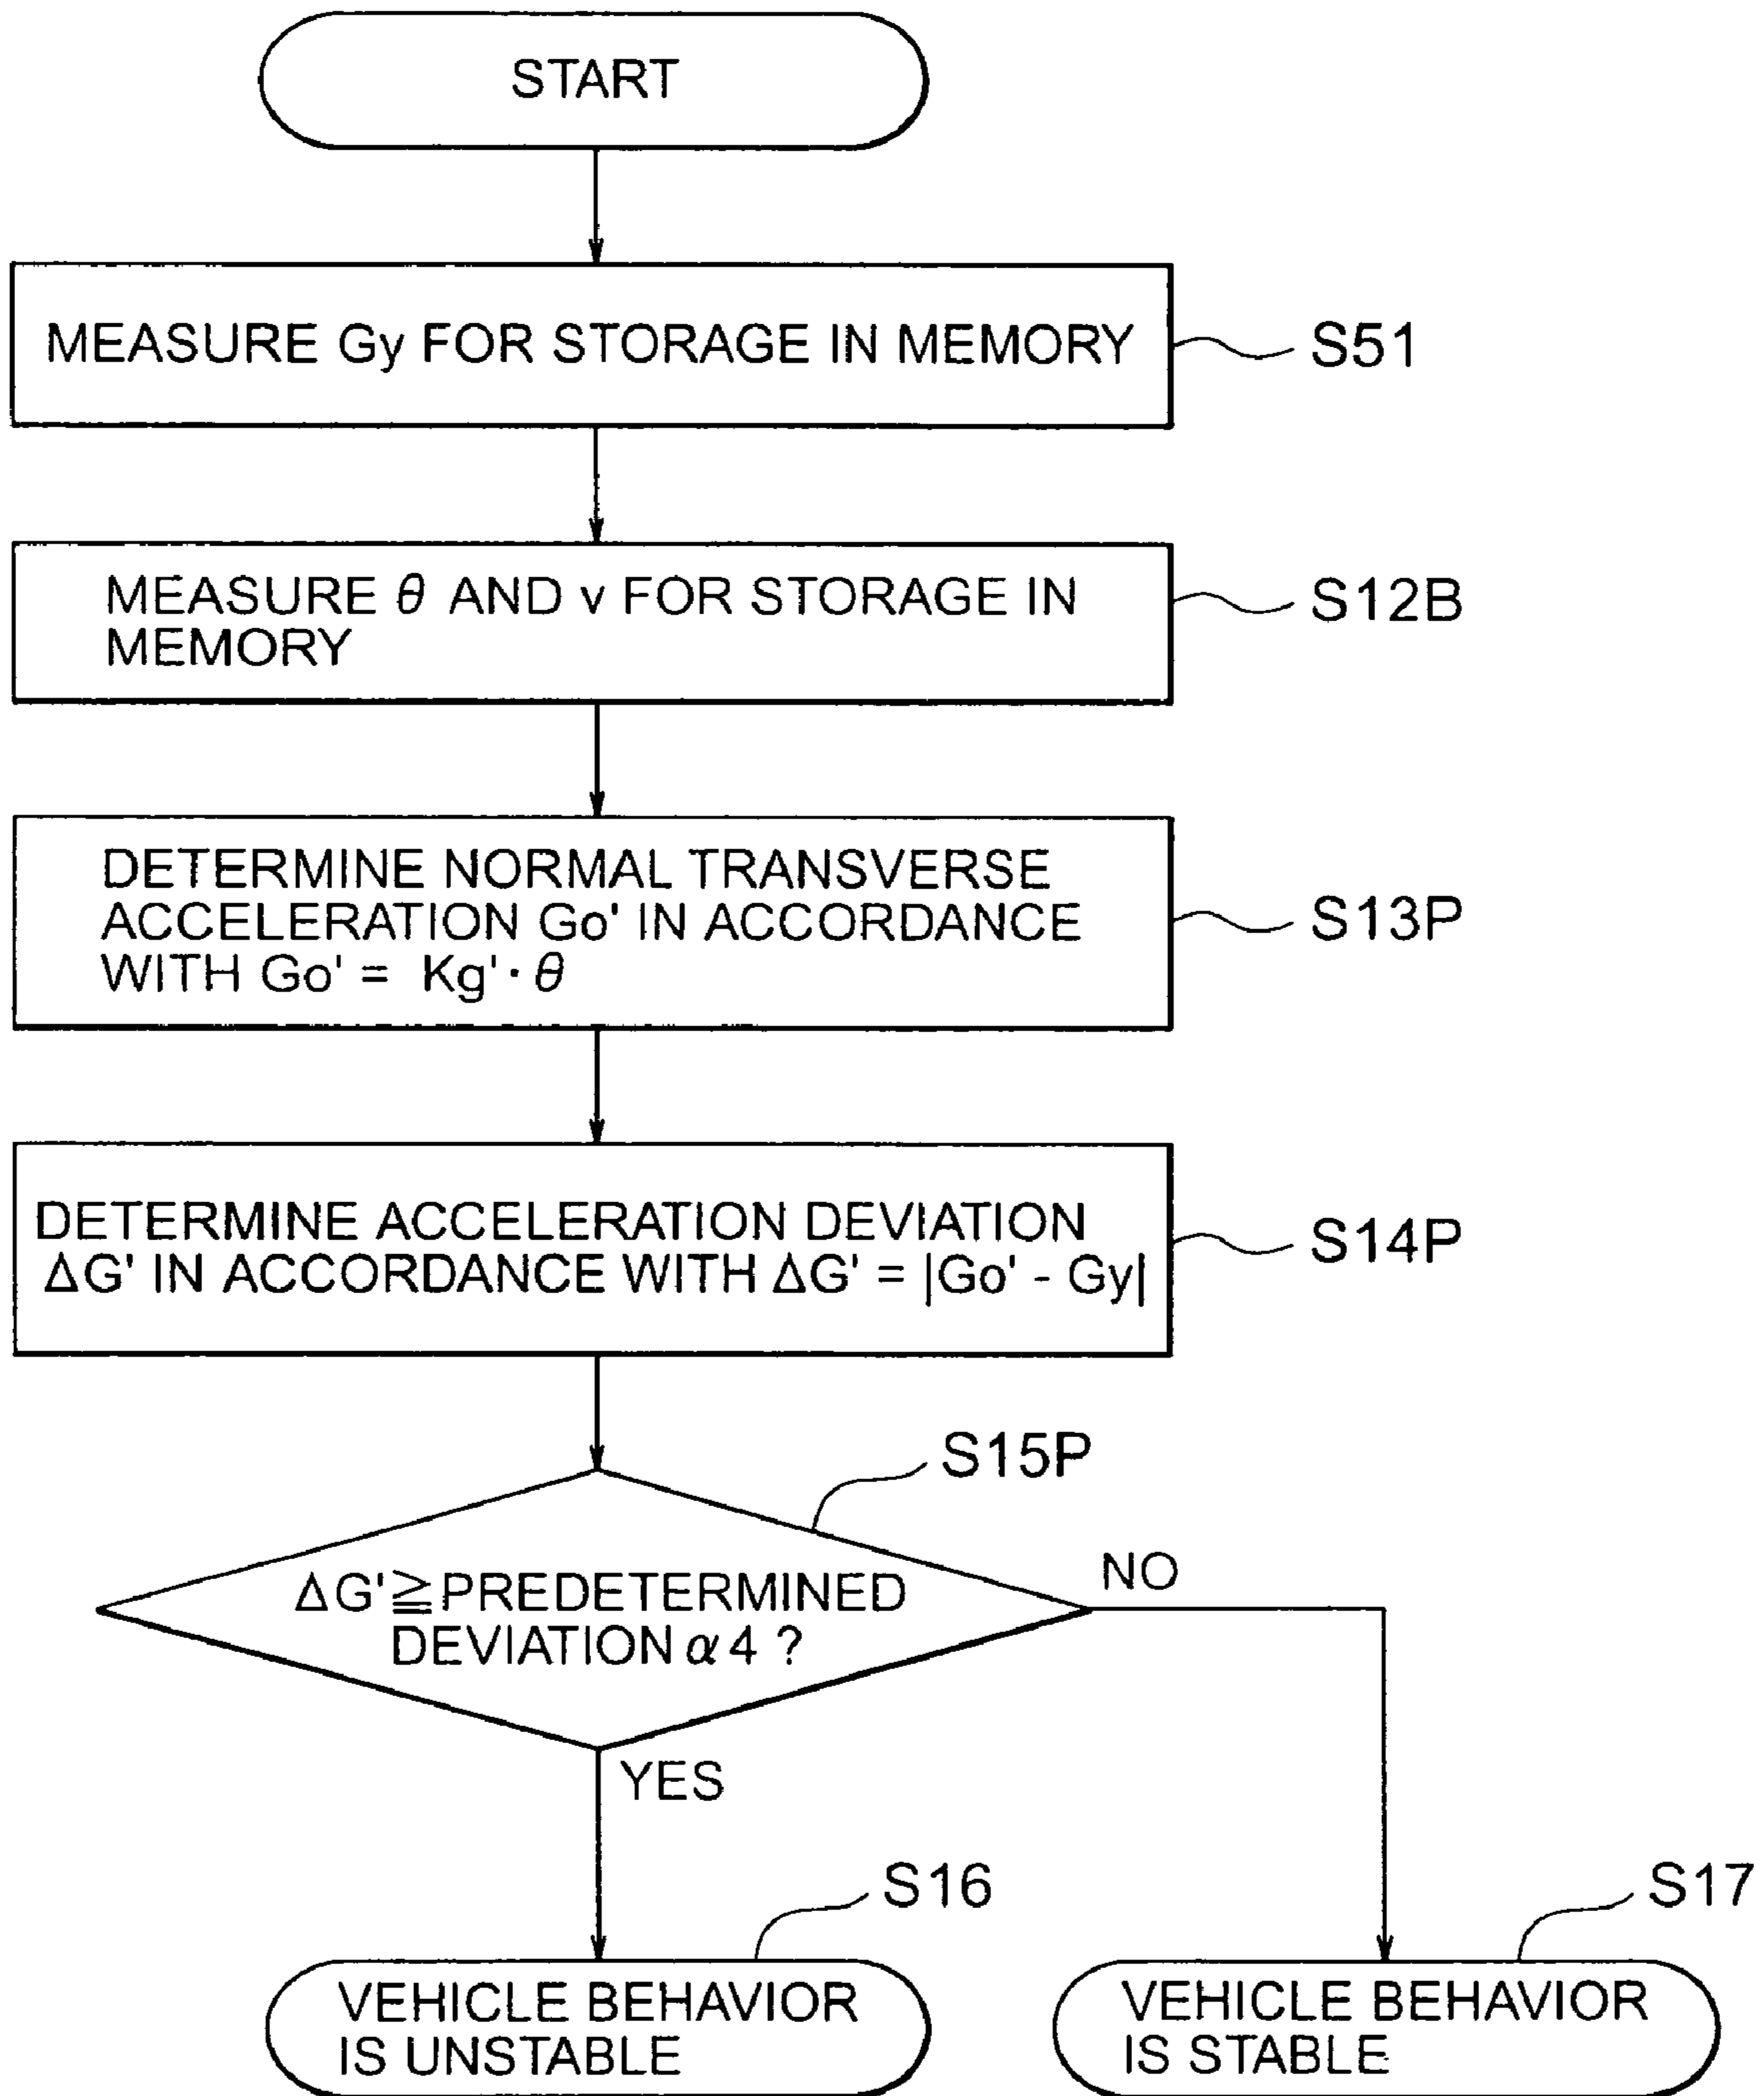 START
MEASURE Gy FOR STORAGE IN MEMORY
S51
MEASURE θ AND v FOR STORAGE IN
MEMORY
S12B
DETERMINE NORMAL TRANSVERSE
ACCELERATION Go' IN ACCORDANCE
WITH Go' = Kg'·θ
S13P
DETERMINE ACCELERATION DEVIATION
ΔG' IN ACCORDANCE WITH ΔG' = |Go' - Gy|
S14P
S15P
ΔG'≧PREDETERMINED
DEVIATION α4 ?
NO
YES
S16
VEHICLE BEHAVIOR
IS UNSTABLE
S17
VEHICLE BEHAVIOR
IS STABLE